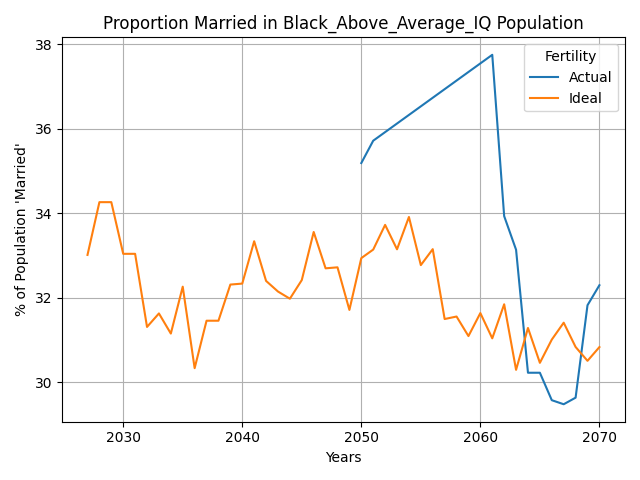 Proportion Married in Black_Above_Average_IQ Population
38
36
34
32
30
% of Population 'Married'
Fertility
Actual
Ideal
2030 2040 2050 2060 2070
Years